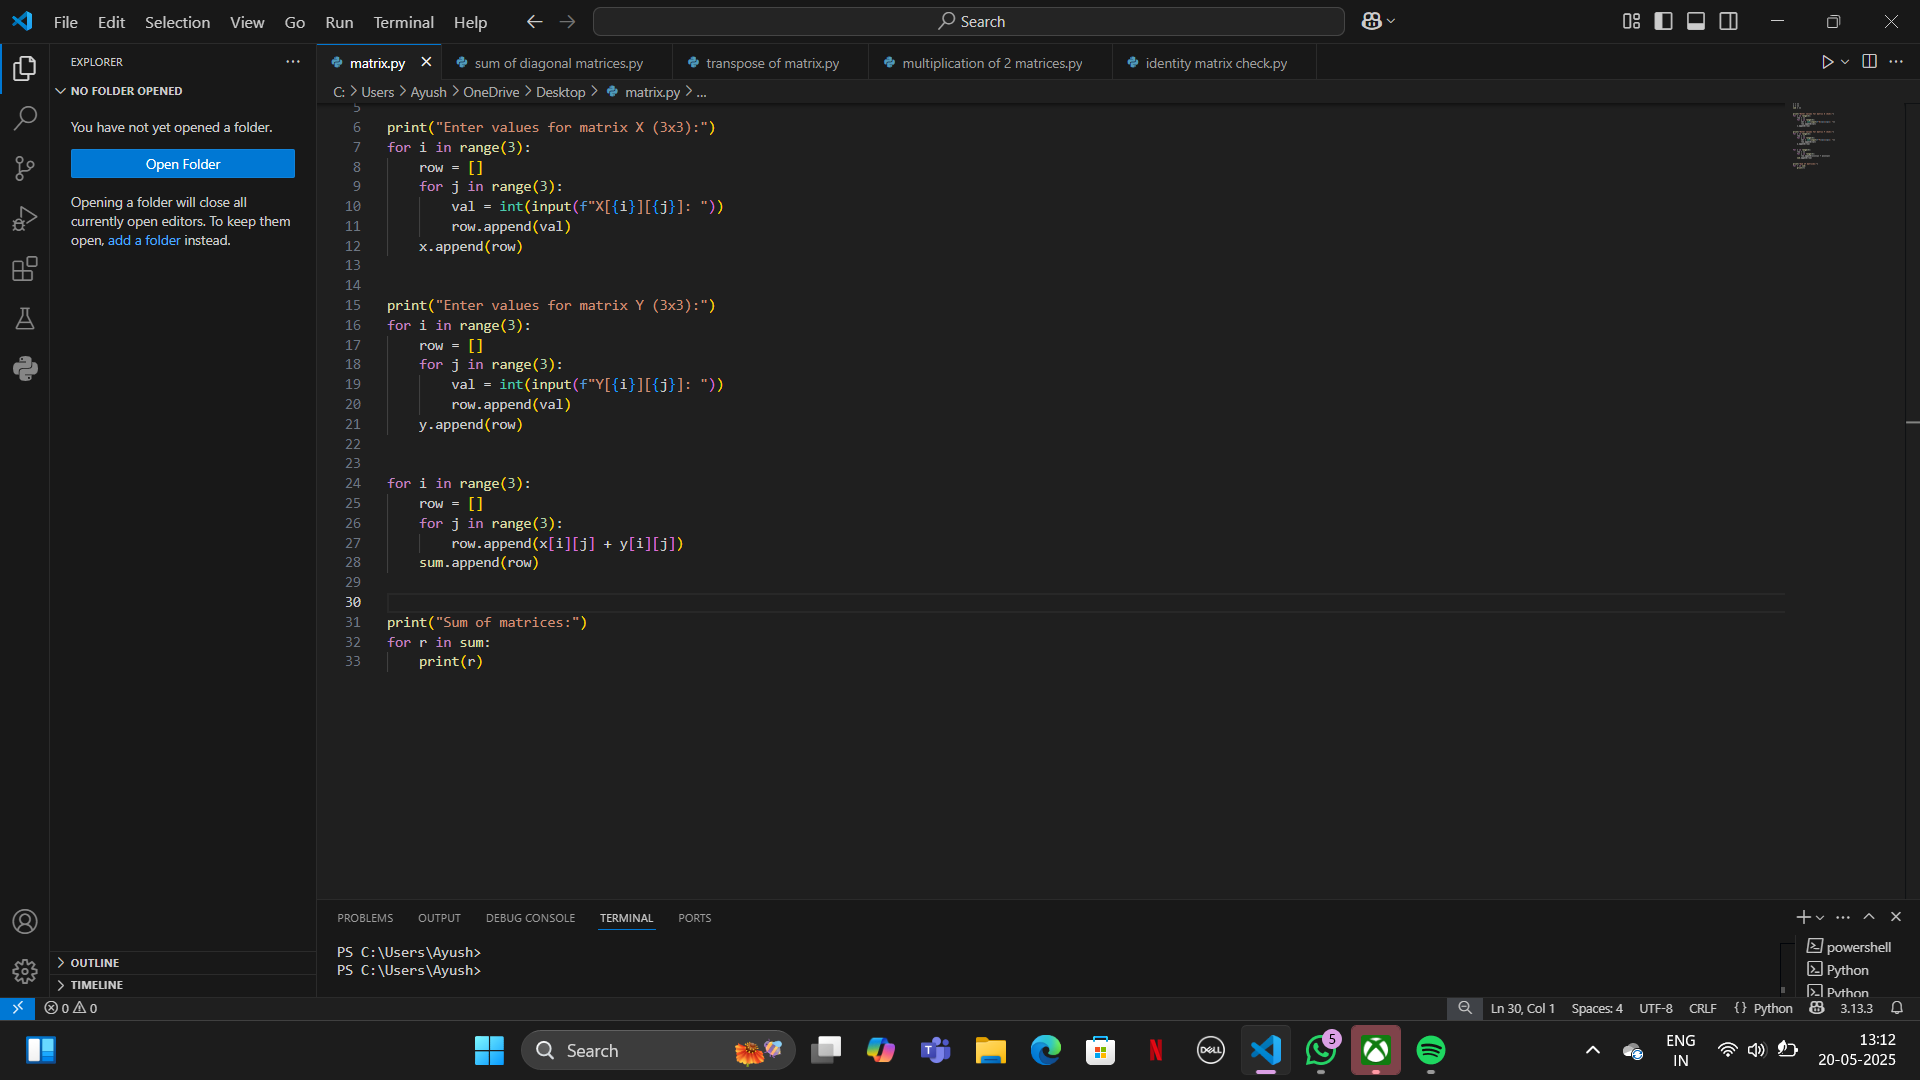 File Edit Selection View Go Run Terminal Help
Search
EXPLORER
NO FOLDER OPENED
You have not yet opened a folder.
Open Folder
Opening a folder will close all
currently open editors. To keep them
open, add a folder instead.
OUTLINE
TIMELINE
matrix.py
sum of diagonal matrices.py
transpose of matrix.py
multiplication of 2 matrices.py
identity matrix check.py
C: > Users > Ayush > OneDrive > Desktop > matrix.py > ...
5
6 print("Enter values for matrix X (3x3):")
7 for i in range(3):
8     row = []
9     for j in range(3):
10         val = int(input(f"X[{i}][{j}]: "))
11         row.append(val)
12     x.append(row)
13
14
15 print("Enter values for matrix Y (3x3):")
16 for i in range(3):
17     row = []
18     for j in range(3):
19         val = int(input(f"Y[{i}][{j}]: "))
20         row.append(val)
21     y.append(row)
22
23
24 for i in range(3):
25     row = []
26     for j in range(3):
27         row.append(x[i][j] + y[i][j])
28     sum.append(row)
29
30
31 print("Sum of matrices:")
32 for r in sum:
33     print(r)
PROBLEMS OUTPUT DEBUG CONSOLE TERMINAL PORTS
PS C:\Users\Ayush>
PS C:\Users\Ayush>
powershell
Python
Python
0 0
Ln 30, Col 1 Spaces: 4 UTF-8 CRLF {} Python 3.13.3
Search
T
N
DELL
5
ENG
IN
13:12
20-05-2025